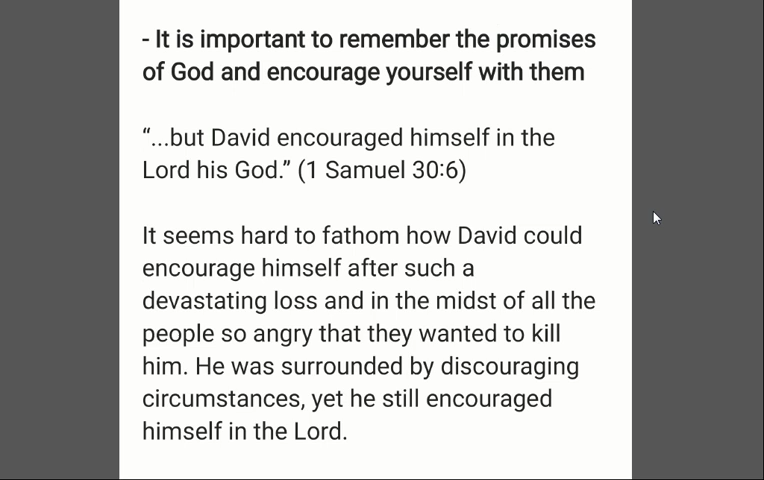 - It is important to remember the promises
of God and encourage yourself with them
“...but David encouraged himself in the
Lord his God.” (1 Samuel 30:6)
It seems hard to fathom how David could
encourage himself after such a
devastating loss and in the midst of all the
people so angry that they wanted to kill
him. He was surrounded by discouraging
circumstances, yet he still encouraged
himself in the Lord.